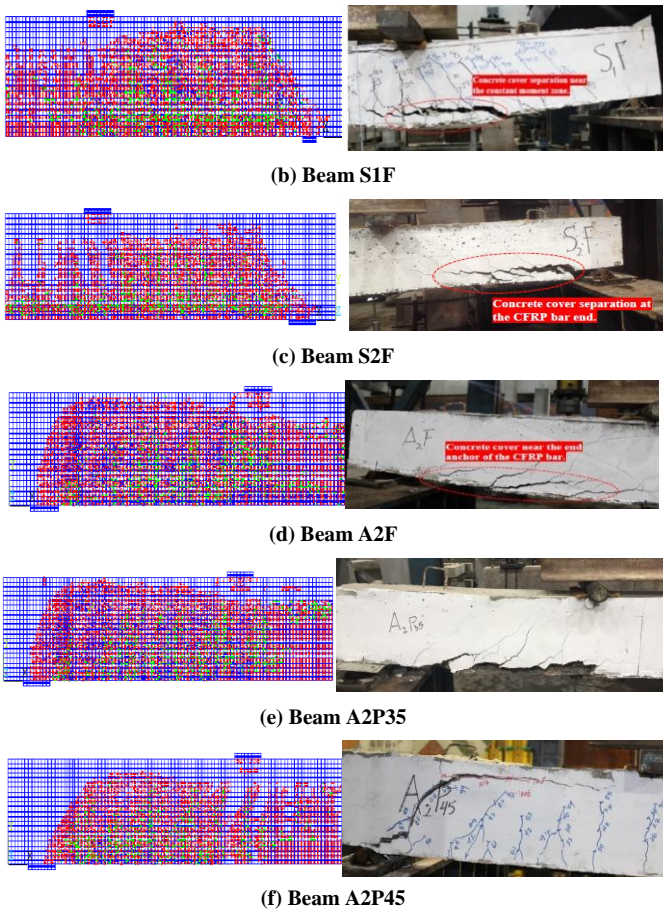 S1F
Concrete cover separation near
the constant moment zone.
(b) Beam S1F
S2F
Concrete cover separation at
the CFRP bar end.
(c) Beam S2F
A2F
Concrete cover near the end
anchor of the CFRP bar.
(d) Beam A2F
A2P35
(e) Beam A2P35
A2P45
(f) Beam A2P45